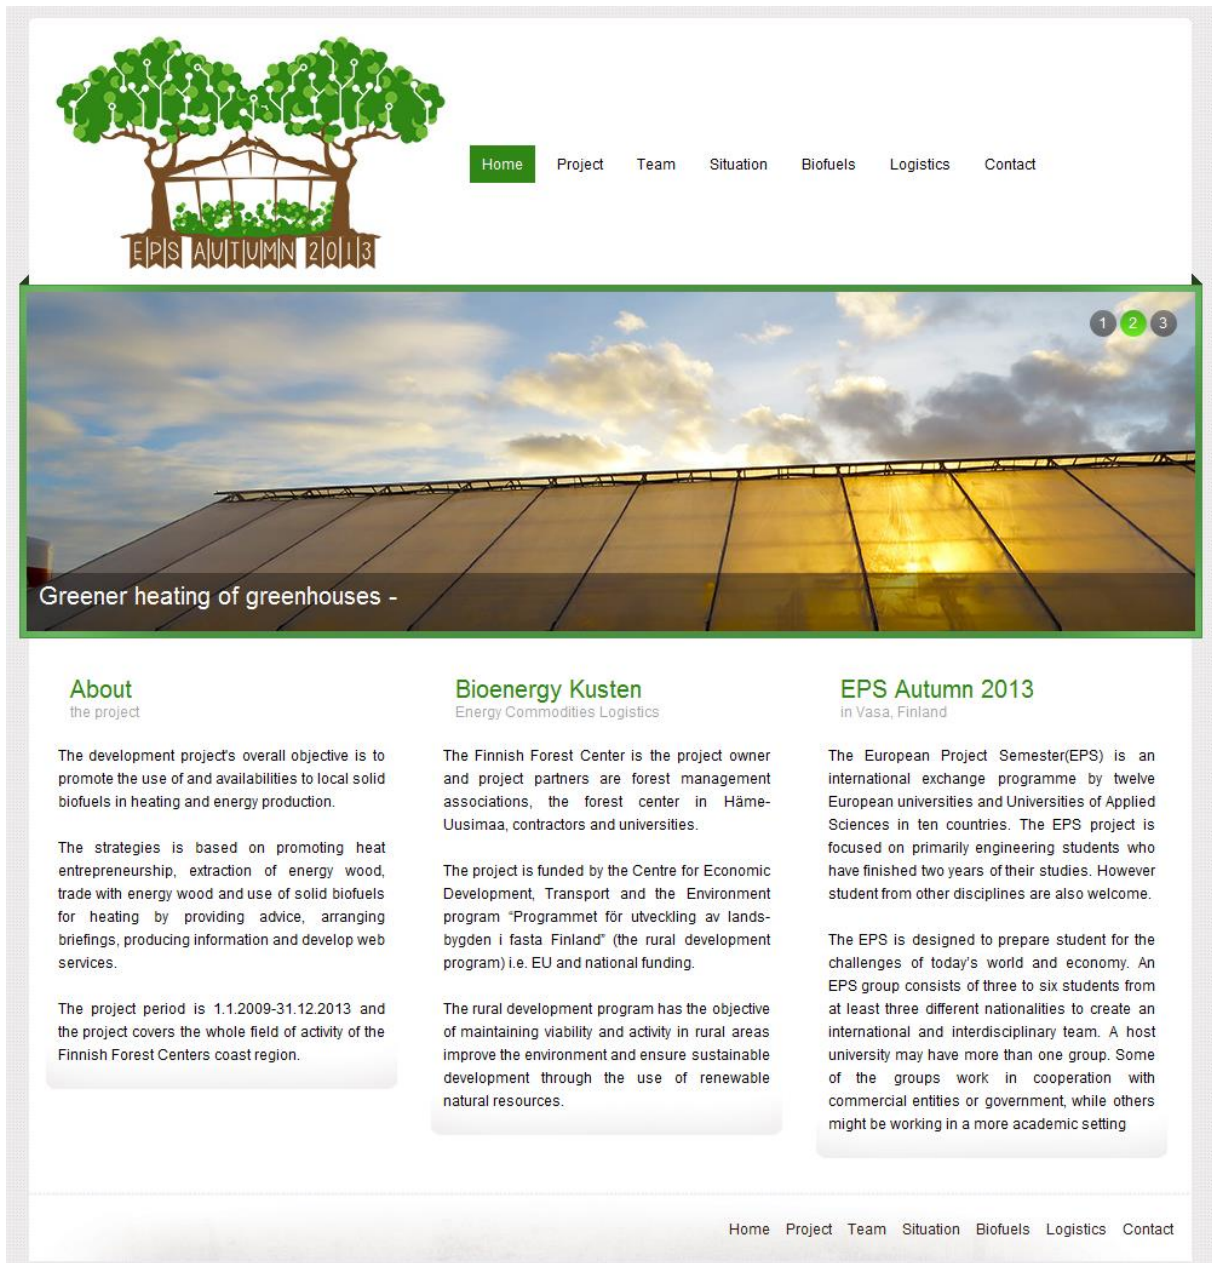 EPS AUTUMN 2013
Home Project Team Situation Biofuels Logistics Contact
1 2 3
Greener heating of greenhouses -
About
the project
The development project's overall objective is to
promote the use of and availabilities to local solid
biofuels in heating and energy production.
The strategies is based on promoting heat
entrepreneurship, extraction of energy wood,
trade with energy wood and use of solid biofuels
for heating by providing advice, arranging
briefings, producing information and develop web
services.
The project period is 1.1.2009-31.12.2013 and
the project covers the whole field of activity of the
Finnish Forest Centers coast region.
Bioenergy Kusten
Energy Commodities Logistics
The Finnish Forest Center is the project owner
and project partners are forest management
associations, the forest center in Häme-
Uusimaa, contractors and universities.
The project is funded by the Centre for Economic
Development, Transport and the Environment
program “Programmet för utveckling av lands-
bygden i fasta Finland” (the rural development
program) i.e. EU and national funding.
The rural development program has the objective
of maintaining viability and activity in rural areas
improve the environment and ensure sustainable
development through the use of renewable
natural resources.
EPS Autumn 2013
in Vasa, Finland
The European Project Semester(EPS) is an
international exchange programme by twelve
European universities and Universities of Applied
Sciences in ten countries. The EPS project is
focused on primarily engineering students who
have finished two years of their studies. However
student from other disciplines are also welcome.
The EPS is designed to prepare student for the
challenges of today's world and economy. An
EPS group consists of three to six students from
at least three different nationalities to create an
international and interdisciplinary team. A host
university may have more than one group. Some
of the groups work in cooperation with
commercial entities or government, while others
might be working in a more academic setting
Home Project Team Situation Biofuels Logistics Contact